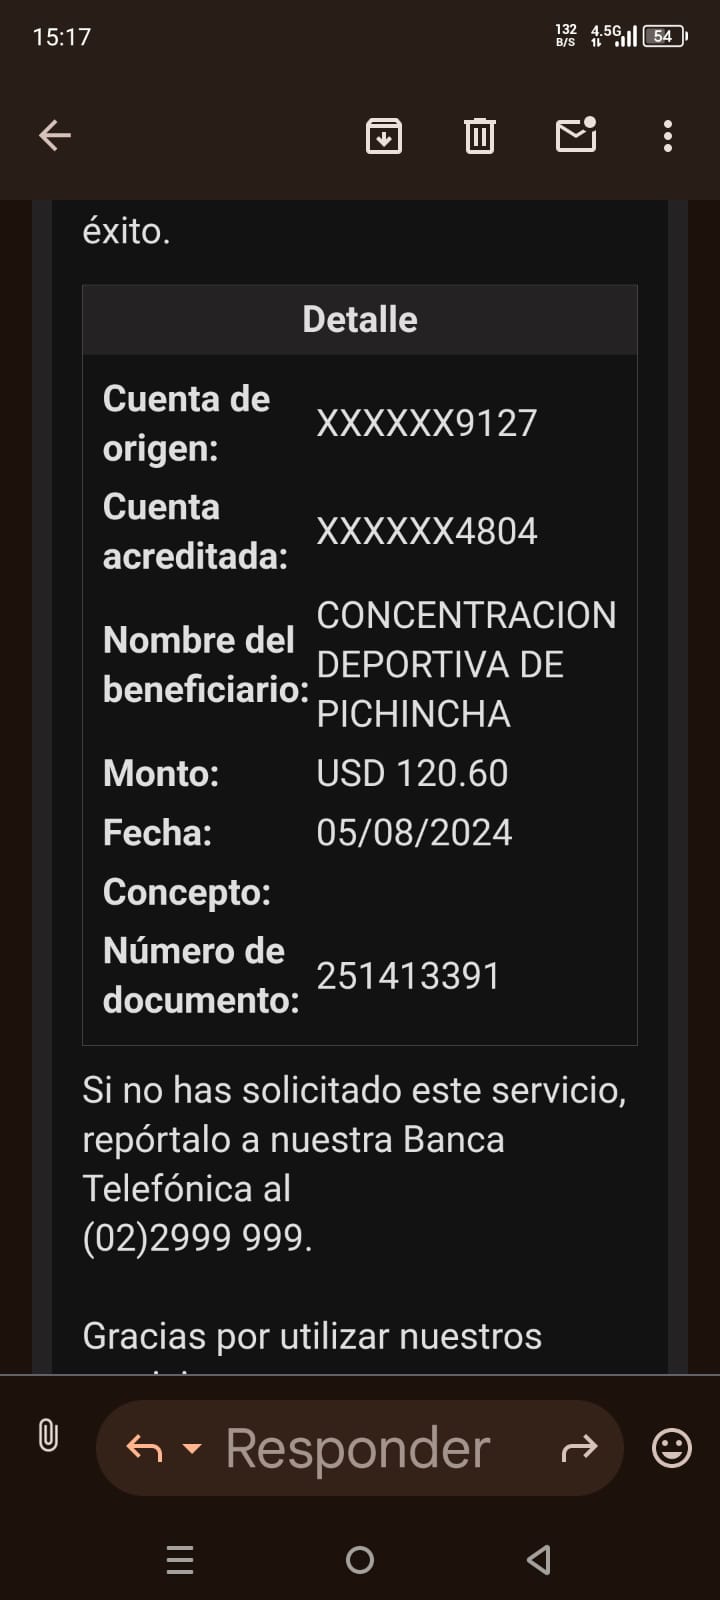 15:17
132 B/S 4.5G 54
éxito.
Detalle
Cuenta de
origen:
XXXXXX9127
Cuenta
acreditada:
XXXXXX4804
Nombre del
beneficiario:
CONCENTRACION
DEPORTIVA DE
PICHINCHA
Monto:
USD 120.60
Fecha:
05/08/2024
Concepto:
Número de
documento:
251413391
Si no has solicitado este servicio,
repórtalo a nuestra Banca
Telefónica al
(02)2999 999.
Gracias por utilizar nuestros
Responder